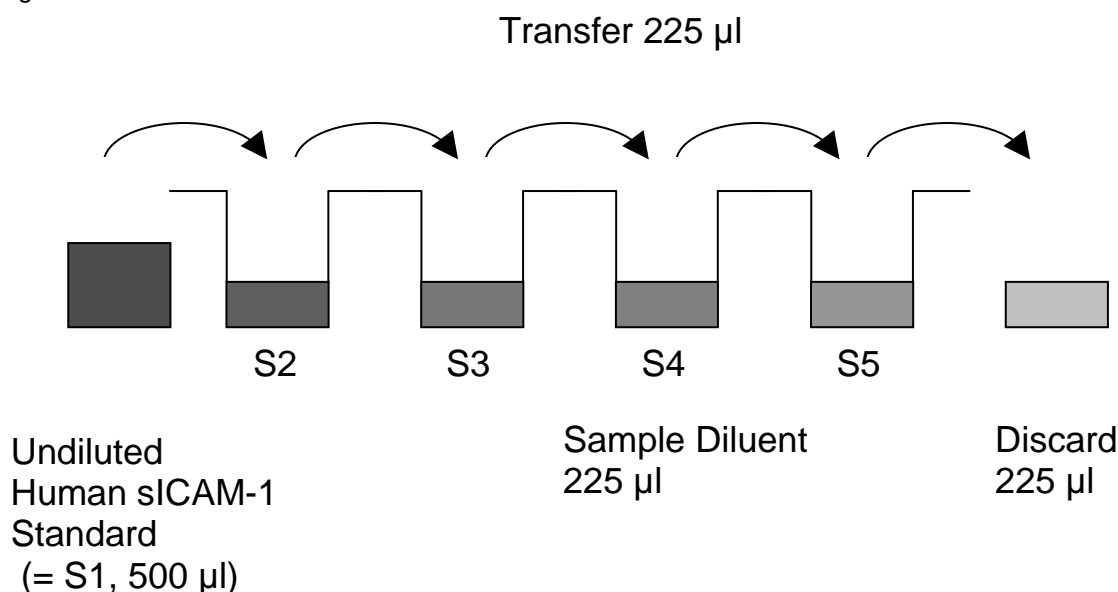 Transfer 225 µl
S2 S3 S4 S5
Undiluted
Human sICAM-1
Standard
(= S1, 500 µl)
Sample Diluent
225 µl
Discard
225 µl